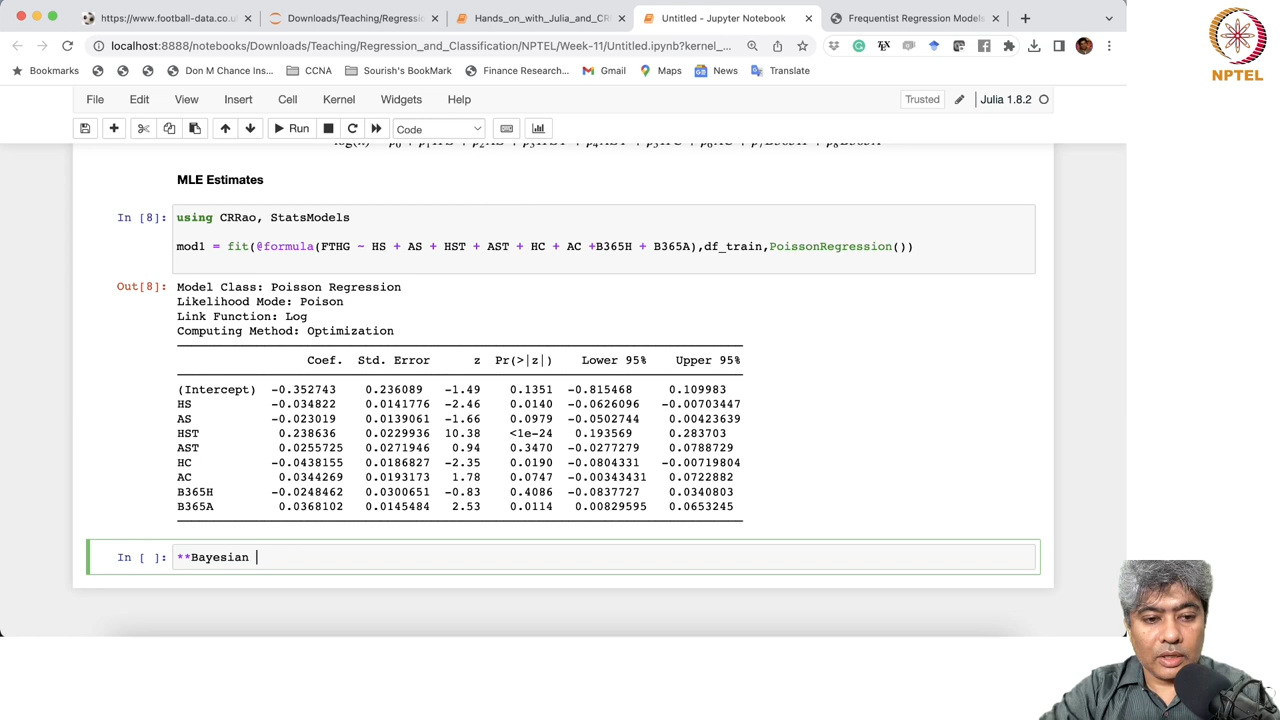 https://www.football-data.co.u
Downloads/Teaching/Regressi
Hands_on_with_Julia_and_CR
Untitled - Jupyter Notebook
Frequentist Regression Models
localhost:8888/notebooks/Downloads/Teaching/Regression_and_Classification/NPTEL/Week-11/Untitled.ipynb?kernel_...
Bookmarks
Don M Chance Ins...
CCNA
Sourish's BookMark
Finance Research...
Gmail
Maps
News
Translate
NPTEL
File Edit View Insert Cell Kernel Widgets Help
Trusted
Julia 1.8.2
Run
Code
MLE Estimates
In [8]: using CRRao, StatsModels
mod1 = fit(@formula(FTHG ~ HS + AS + HST + AST + HC + AC +B365H + B365A),df_train,PoissonRegression())
Out[8]: Model Class: Poisson Regression
Likelihood Mode: Poison
Link Function: Log
Computing Method: Optimization
Coef. Std. Error z Pr(>|z|) Lower 95% Upper 95%
(Intercept) -0.352743 0.236089 -1.49 0.1351 -0.815468 0.109983
HS -0.034822 0.0141776 -2.46 0.0140 -0.0626096 -0.00703447
AS -0.023019 0.0139061 -1.66 0.0979 -0.0502744 0.00423639
HST 0.238636 0.0229936 10.38 <1e-24 0.193569 0.283703
AST 0.0255725 0.0271946 0.94 0.3470 -0.0277279 0.0788729
HC -0.0438155 0.0186827 -2.35 0.0190 -0.0804331 -0.00719804
AC 0.0344269 0.0193173 1.78 0.0747 -0.00343431 0.0722882
B365H -0.0248462 0.0300651 -0.83 0.4086 -0.0837727 0.0340803
B365A 0.0368102 0.0145484 2.53 0.0114 0.00829595 0.0653245
In [ ]: **Bayesian